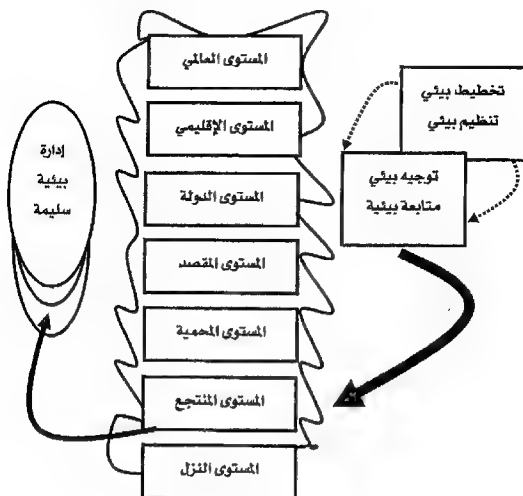 المستوى العالمي
المستوى الإقليمي
المستوى الدولة
المستوى المقصد
المستوى المحمية
المستوى المنتجع
المستوى النزل
تخطيط بيئي
تنظيم بيئي
توجيه بيئي
متابعة بيئية
إدارة
بيئية
سليمة